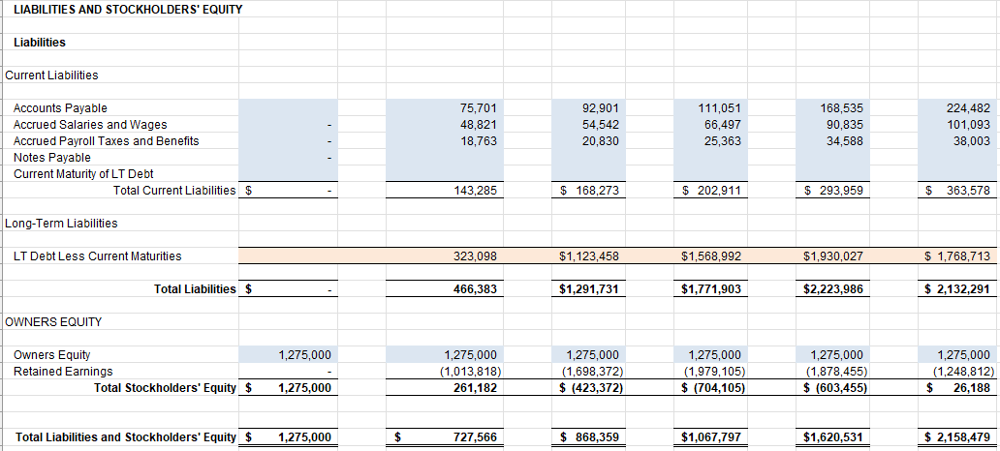 LIABILITIES AND STOCKHOLDERS' EQUITY
Liabilities
Current Liabilities
Accounts Payable 75,701 92,901 111,051 168,535 224,482
Accrued Salaries and Wages - 48,821 54,542 66,497 90,835 101,093
Accrued Payroll Taxes and Benefits - 18,763 20,830 25,363 34,588 38,003
Notes Payable -
Current Maturity of LT Debt
Total Current Liabilities $ - 143,285 $ 168,273 $ 202,911 $ 293,959 $ 363,578
Long-Term Liabilities
LT Debt Less Current Maturities 323,098 $1,123,458 $1,568,992 $1,930,027 $ 1,768,713
Total Liabilities $ - 466,383 $1,291,731 $1,771,903 $2,223,986 $ 2,132,291
OWNERS EQUITY
Owners Equity 1,275,000 1,275,000 1,275,000 1,275,000 1,275,000 1,275,000
Retained Earnings - (1,013,818) (1,698,372) (1,979,105) (1,878,455) (1,248,812)
Total Stockholders' Equity $ 1,275,000 261,182 $ (423,372) $ (704,105) $ (603,455) $ 26,188
Total Liabilities and Stockholders' Equity $ 1,275,000 $ 727,566 $ 868,359 $1,067,797 $1,620,531 $ 2,158,479